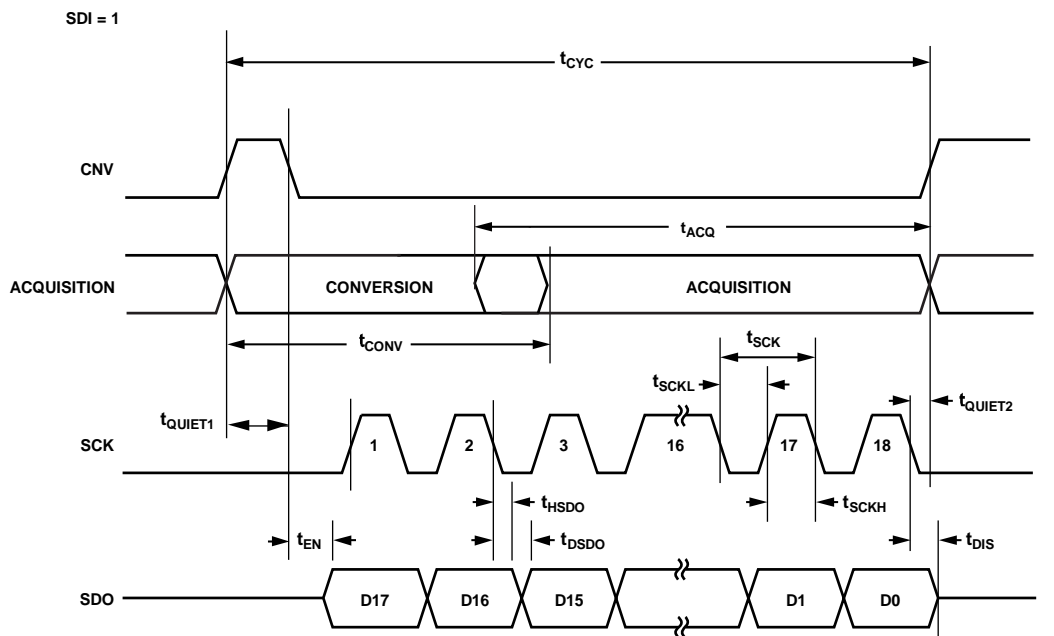 SDI = 1
tCYC
CNV
tACQ
ACQUISITION
CONVERSION
ACQUISITION
tCONV
tSCK
tSCKL
tQUIET1
tQUIET2
SCK
1
2
3
16
17
18
tHSDO
tSCKH
tEN
tDSDO
tDIS
SDO
D17
D16
D15
D1
D0